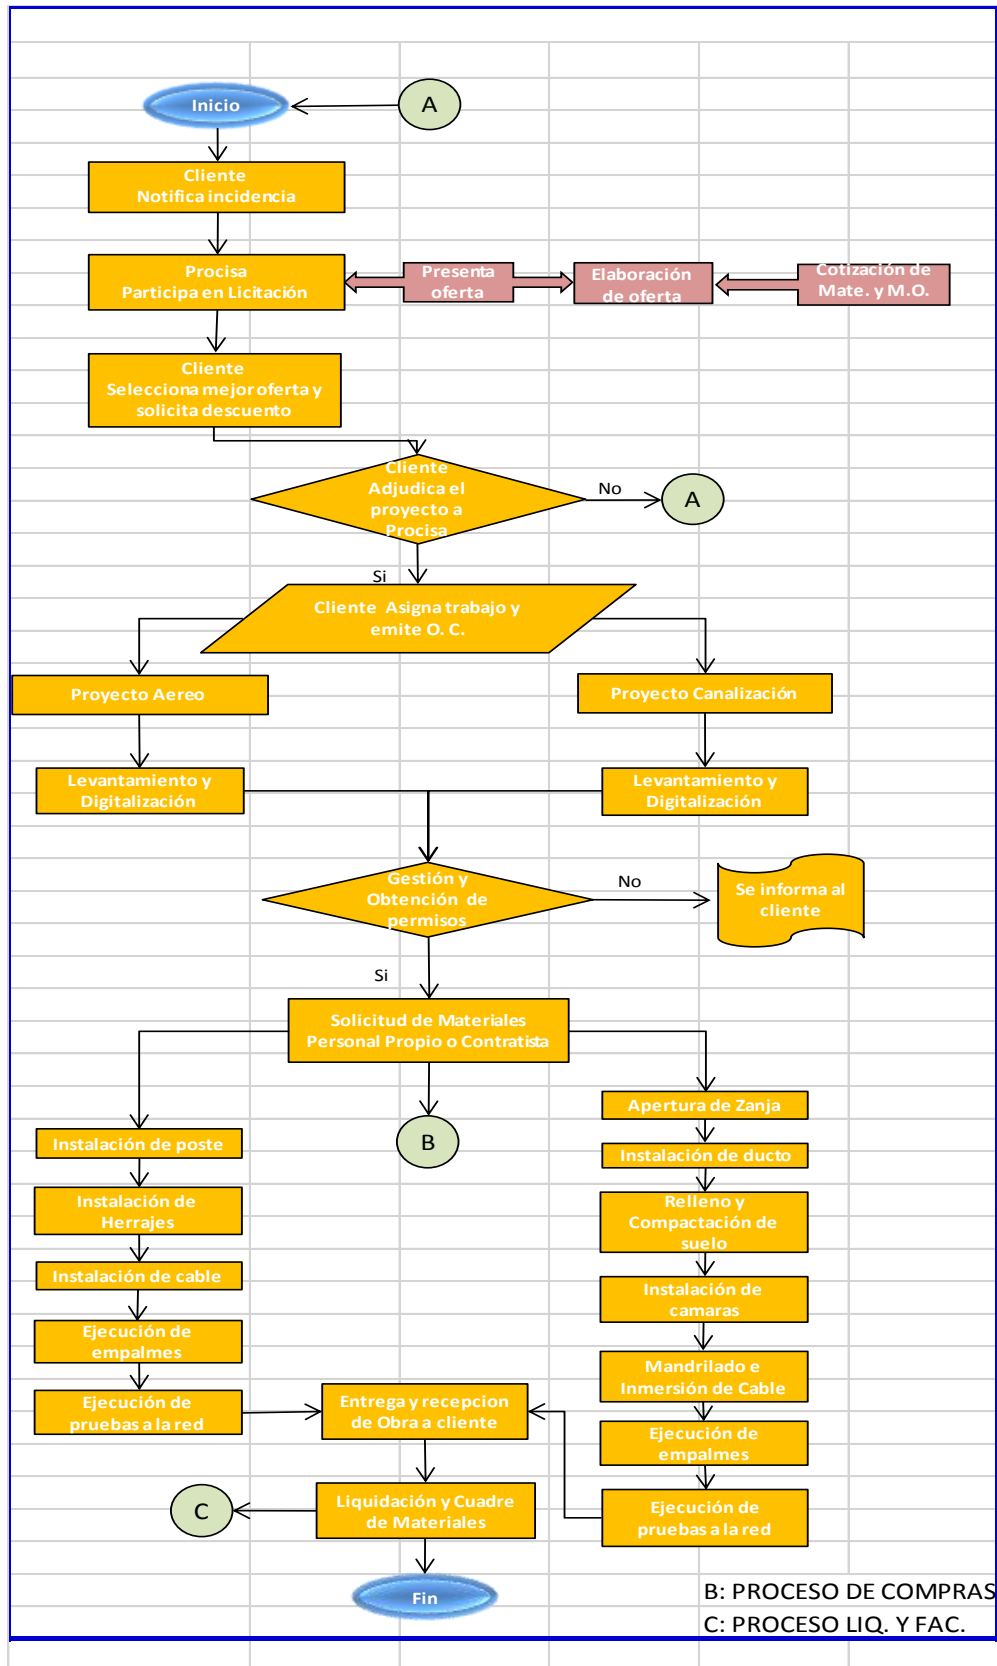 Inicio
A
Cliente
Notifica incidencia
Procisa
Participa en Licitación
Presenta
oferta
Elaboración
de oferta
Cotización de
Mate. y M.O.
Cliente
Selecciona mejor oferta y
solicita descuento
Cliente
Adjudica el
proyecto a
Procisa
No
A
Si
Cliente Asigna trabajo y
emite O. C.
Proyecto Aereo
Proyecto Canalización
Levantamiento y
Digitalización
Levantamiento y
Digitalización
Gestión y
Obtención de
permisos
No
Se informa al
cliente
Si
Solicitud de Materiales
Personal Propio o Contratista
B
Instalación de poste
Instalación de
Herrajes
Instalación de cable
Ejecución de
empalmes
Ejecución de
pruebas a la red
Apertura de Zanja
Instalación de ducto
Relleno y
Compactación de
suelo
Instalación de
camaras
Mandrilado e
Inmersión de Cable
Ejecución de
empalmes
Ejecución de
pruebas a la red
Entrega y recepcion
de Obra a cliente
Liquidación y Cuadre
de Materiales
C
Fin
B: PROCESO DE COMPRAS
C: PROCESO LIQ. Y FAC.